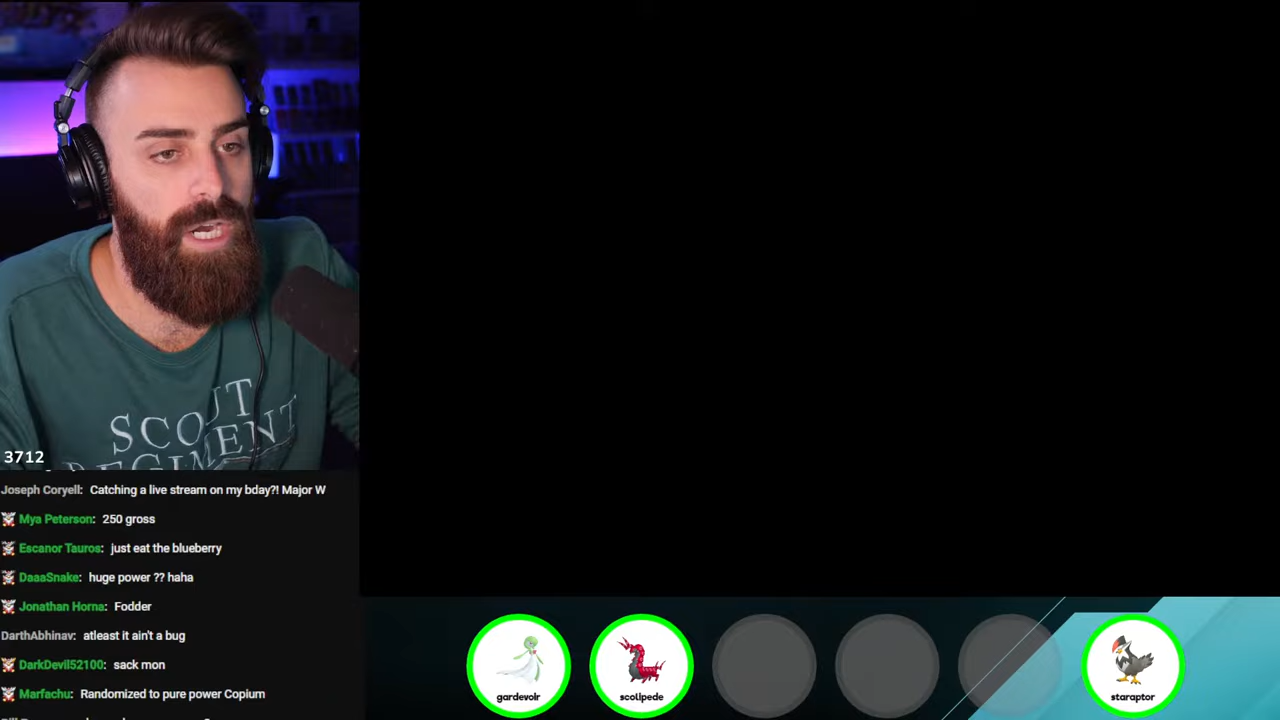 SCOUT
REGIMENT
3712
Joseph Coryell: Catching a live stream on my bday?! Major W
Mya Peterson: 250 gross
Escanor Tauros: just eat the blueberry
DaaaSnake: huge power ?? haha
Jonathan Horna: Fodder
DarthAbhinav: atleast it ain't a bug
DarkDevil52100: sack mon
Marfachu: Randomized to pure power Copium
gardevoir
scolipede
staraptor